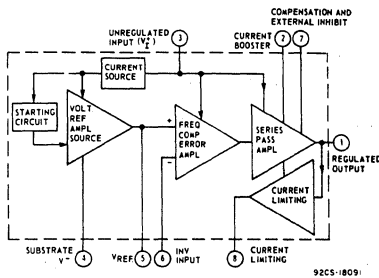 COMPENSATION AND
EXTERNAL INHIBIT
UNREGULATED
INPUT (V⁺I)
3
CURRENT
BOOSTER
2
7
CURRENT
SOURCE
STARTING
CIRCUIT
VOLT
REF
AMPL
SOURCE
+
-
FREQ
COMP
ERROR
AMPL
SERIES
PASS
AMPL
1
REGULATED
OUTPUT
CURRENT
LIMITING
SUBSTRATE
V⁻
4
VREF
5
6
INV
INPUT
8
CURRENT
LIMITING
92CS-18091